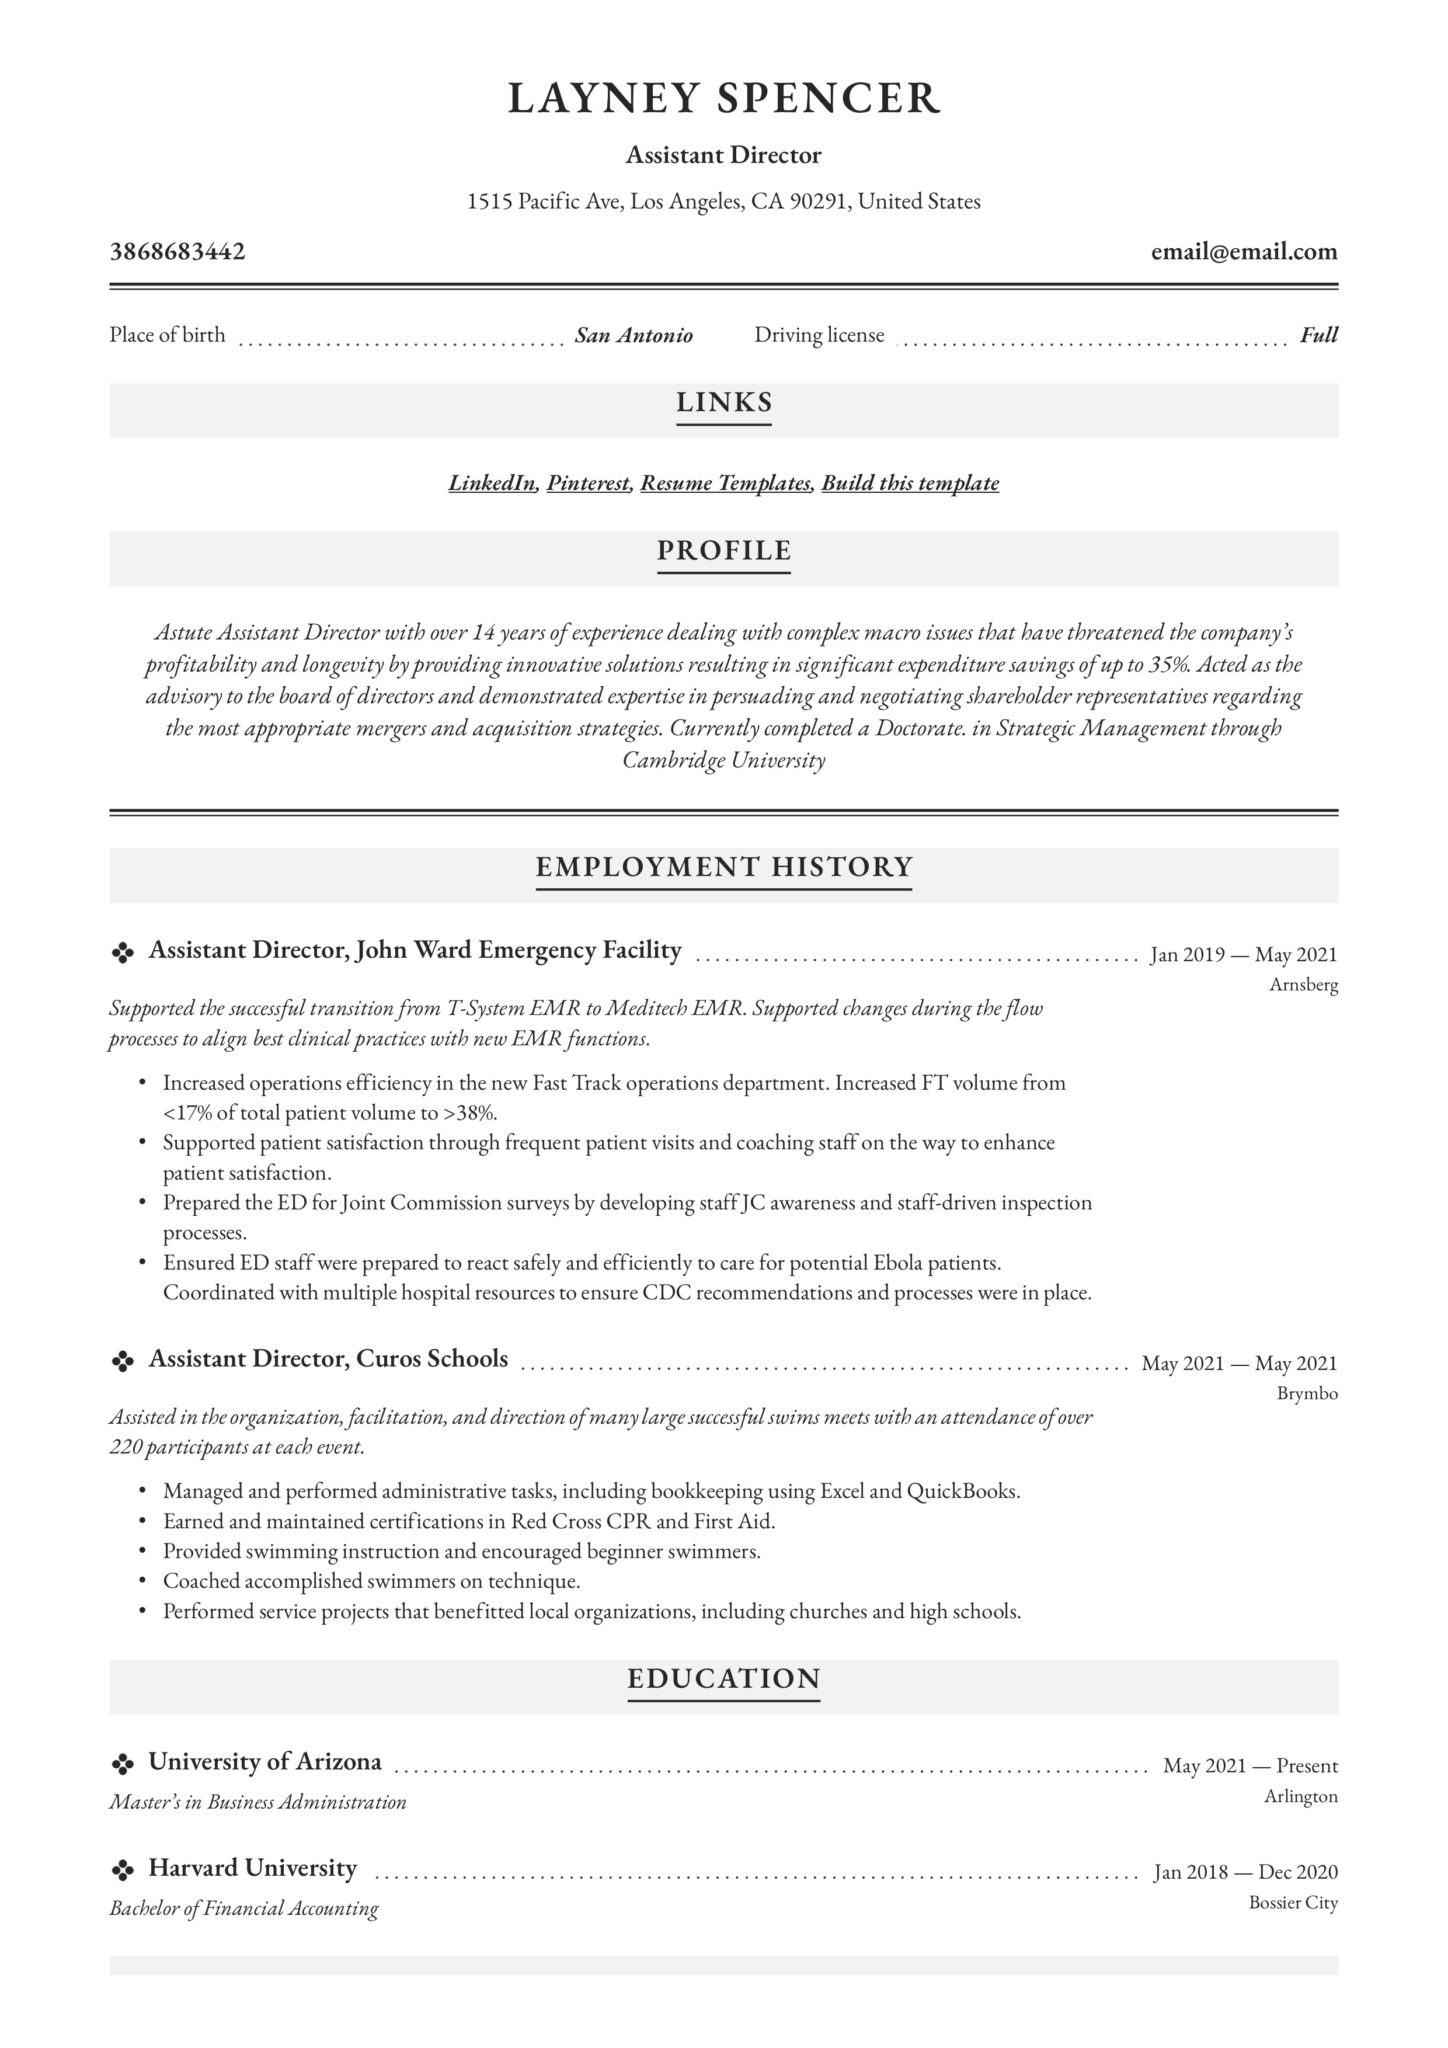 LAYNEY SPENCER
Assistant Director
1515 Pacific Ave, Los Angeles, CA 90291, United States
3868683442 email@email.com
Place of birth San Antonio Driving license Full
LINKS
LinkedIn, Pinterest, Resume Templates, Build this template
PROFILE
Astute Assistant Director with over 14 years of experience dealing with complex macro issues that have threatened the company’s
profitability and longevity by providing innovative solutions resulting in significant expenditure savings of up to 35%. Acted as the
advisory to the board of directors and demonstrated expertise in persuading and negotiating shareholder representatives regarding
the most appropriate mergers and acquisition strategies. Currently completed a Doctorate. in Strategic Management through
Cambridge University
EMPLOYMENT HISTORY
Assistant Director, John Ward Emergency Facility Jan 2019 — May 2021
Arnsberg
Supported the successful transition from T-System EMR to Meditech EMR. Supported changes during the flow
processes to align best clinical practices with new EMR functions.
• Increased operations efficiency in the new Fast Track operations department. Increased FT volume from
<17% of total patient volume to >38%.
• Supported patient satisfaction through frequent patient visits and coaching staff on the way to enhance
patient satisfaction.
• Prepared the ED for Joint Commission surveys by developing staff JC awareness and staff-driven inspection
processes.
• Ensured ED staff were prepared to react safely and efficiently to care for potential Ebola patients.
Coordinated with multiple hospital resources to ensure CDC recommendations and processes were in place.
Assistant Director, Curos Schools May 2021 — May 2021
Brymbo
Assisted in the organization, facilitation, and direction of many large successful swims meets with an attendance of over
220 participants at each event.
• Managed and performed administrative tasks, including bookkeeping using Excel and QuickBooks.
• Earned and maintained certifications in Red Cross CPR and First Aid.
• Provided swimming instruction and encouraged beginner swimmers.
• Coached accomplished swimmers on technique.
• Performed service projects that benefitted local organizations, including churches and high schools.
EDUCATION
University of Arizona May 2021 — Present
Master’s in Business Administration Arlington
Harvard University Jan 2018 — Dec 2020
Bachelor of Financial Accounting Bossier City